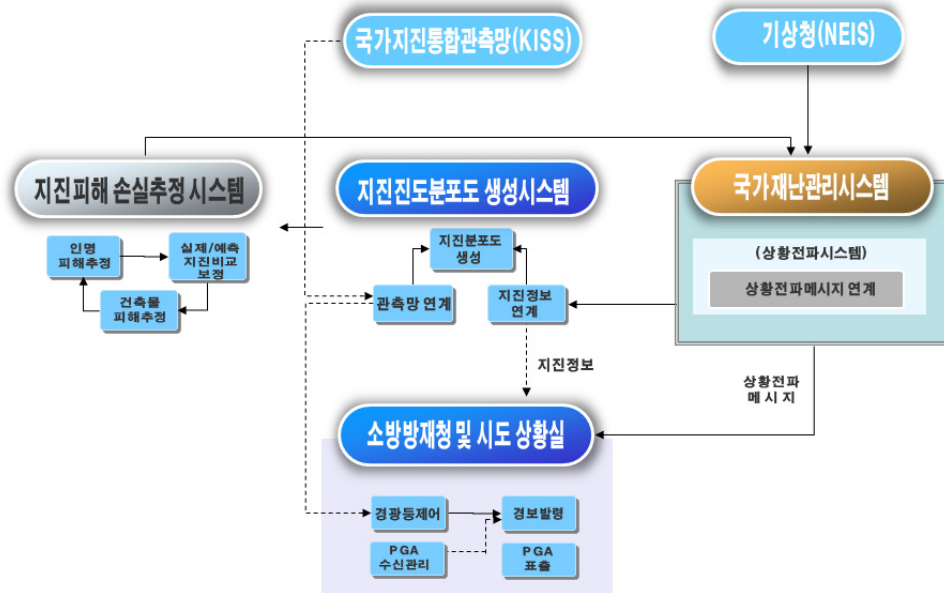 국가지진통합관측망(KISS)
기상청(NEIS)
지진피해 손실추정 시스템
지진진도분포도 생성시스템
국가재난관리시스템
인명
피해추정
실제/예측
지진비교
보정
건축물
피해추정
지진분포도
생성
관측망 연계
지진정보
연계
(상황전파시스템)
상황전파메시지 연계
지진정보
상황전파
메 시 지
소방방재청 및 시도 상황실
경광등제어
경보발령
PGA
수신관리
PGA
표출